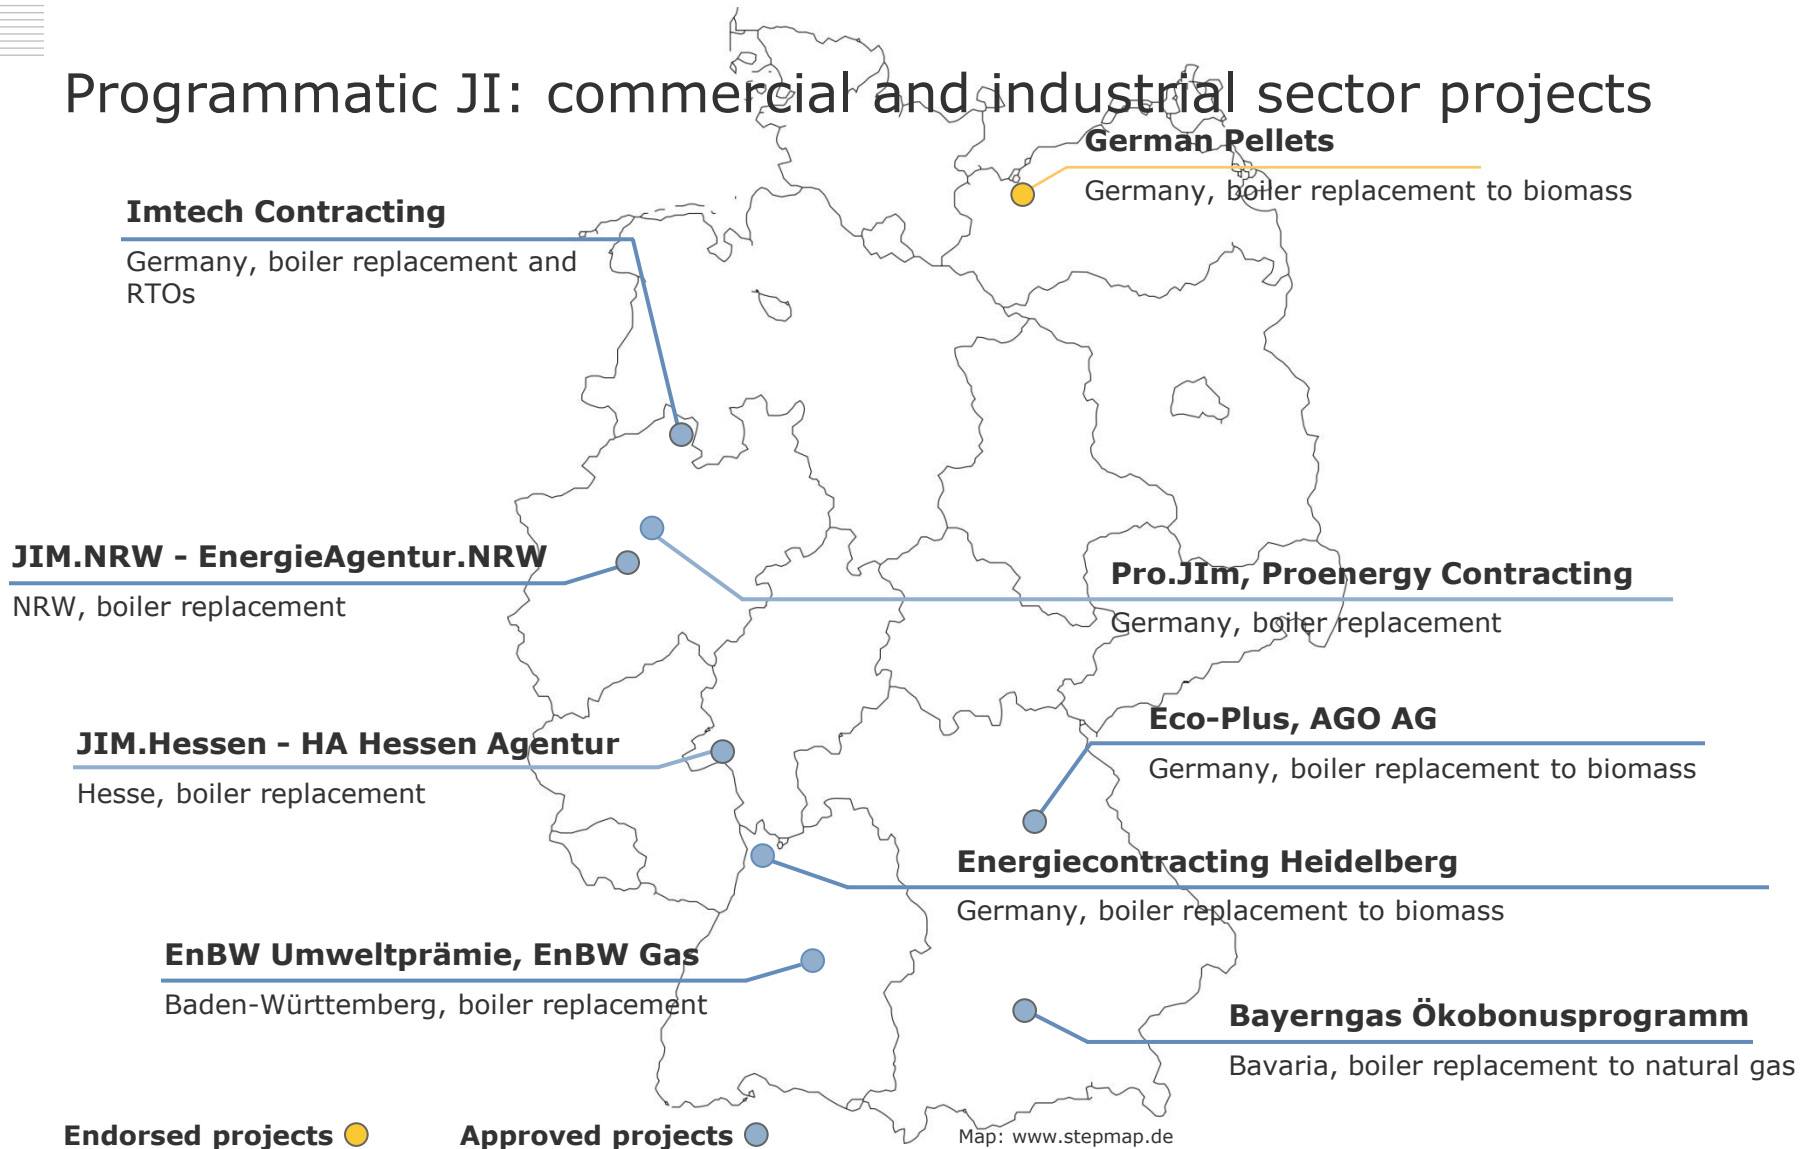 Programmatic JI: commercial and industrial sector projects
German Pellets
Germany, boiler replacement to biomass
Imtech Contracting
Germany, boiler replacement and
RTOs
JIM.NRW - EnergieAgentur.NRW
NRW, boiler replacement
Pro.JIm, Proenergy Contracting
Germany, boiler replacement
JIM.Hessen - HA Hessen Agentur
Hesse, boiler replacement
Eco-Plus, AGO AG
Germany, boiler replacement to biomass
Energiecontracting Heidelberg
Germany, boiler replacement to biomass
EnBW Umweltprämie, EnBW Gas
Baden-Württemberg, boiler replacement
Bayerngas Ökobonusprogramm
Bavaria, boiler replacement to natural gas
Endorsed projects
Approved projects
Map: www.stepmap.de